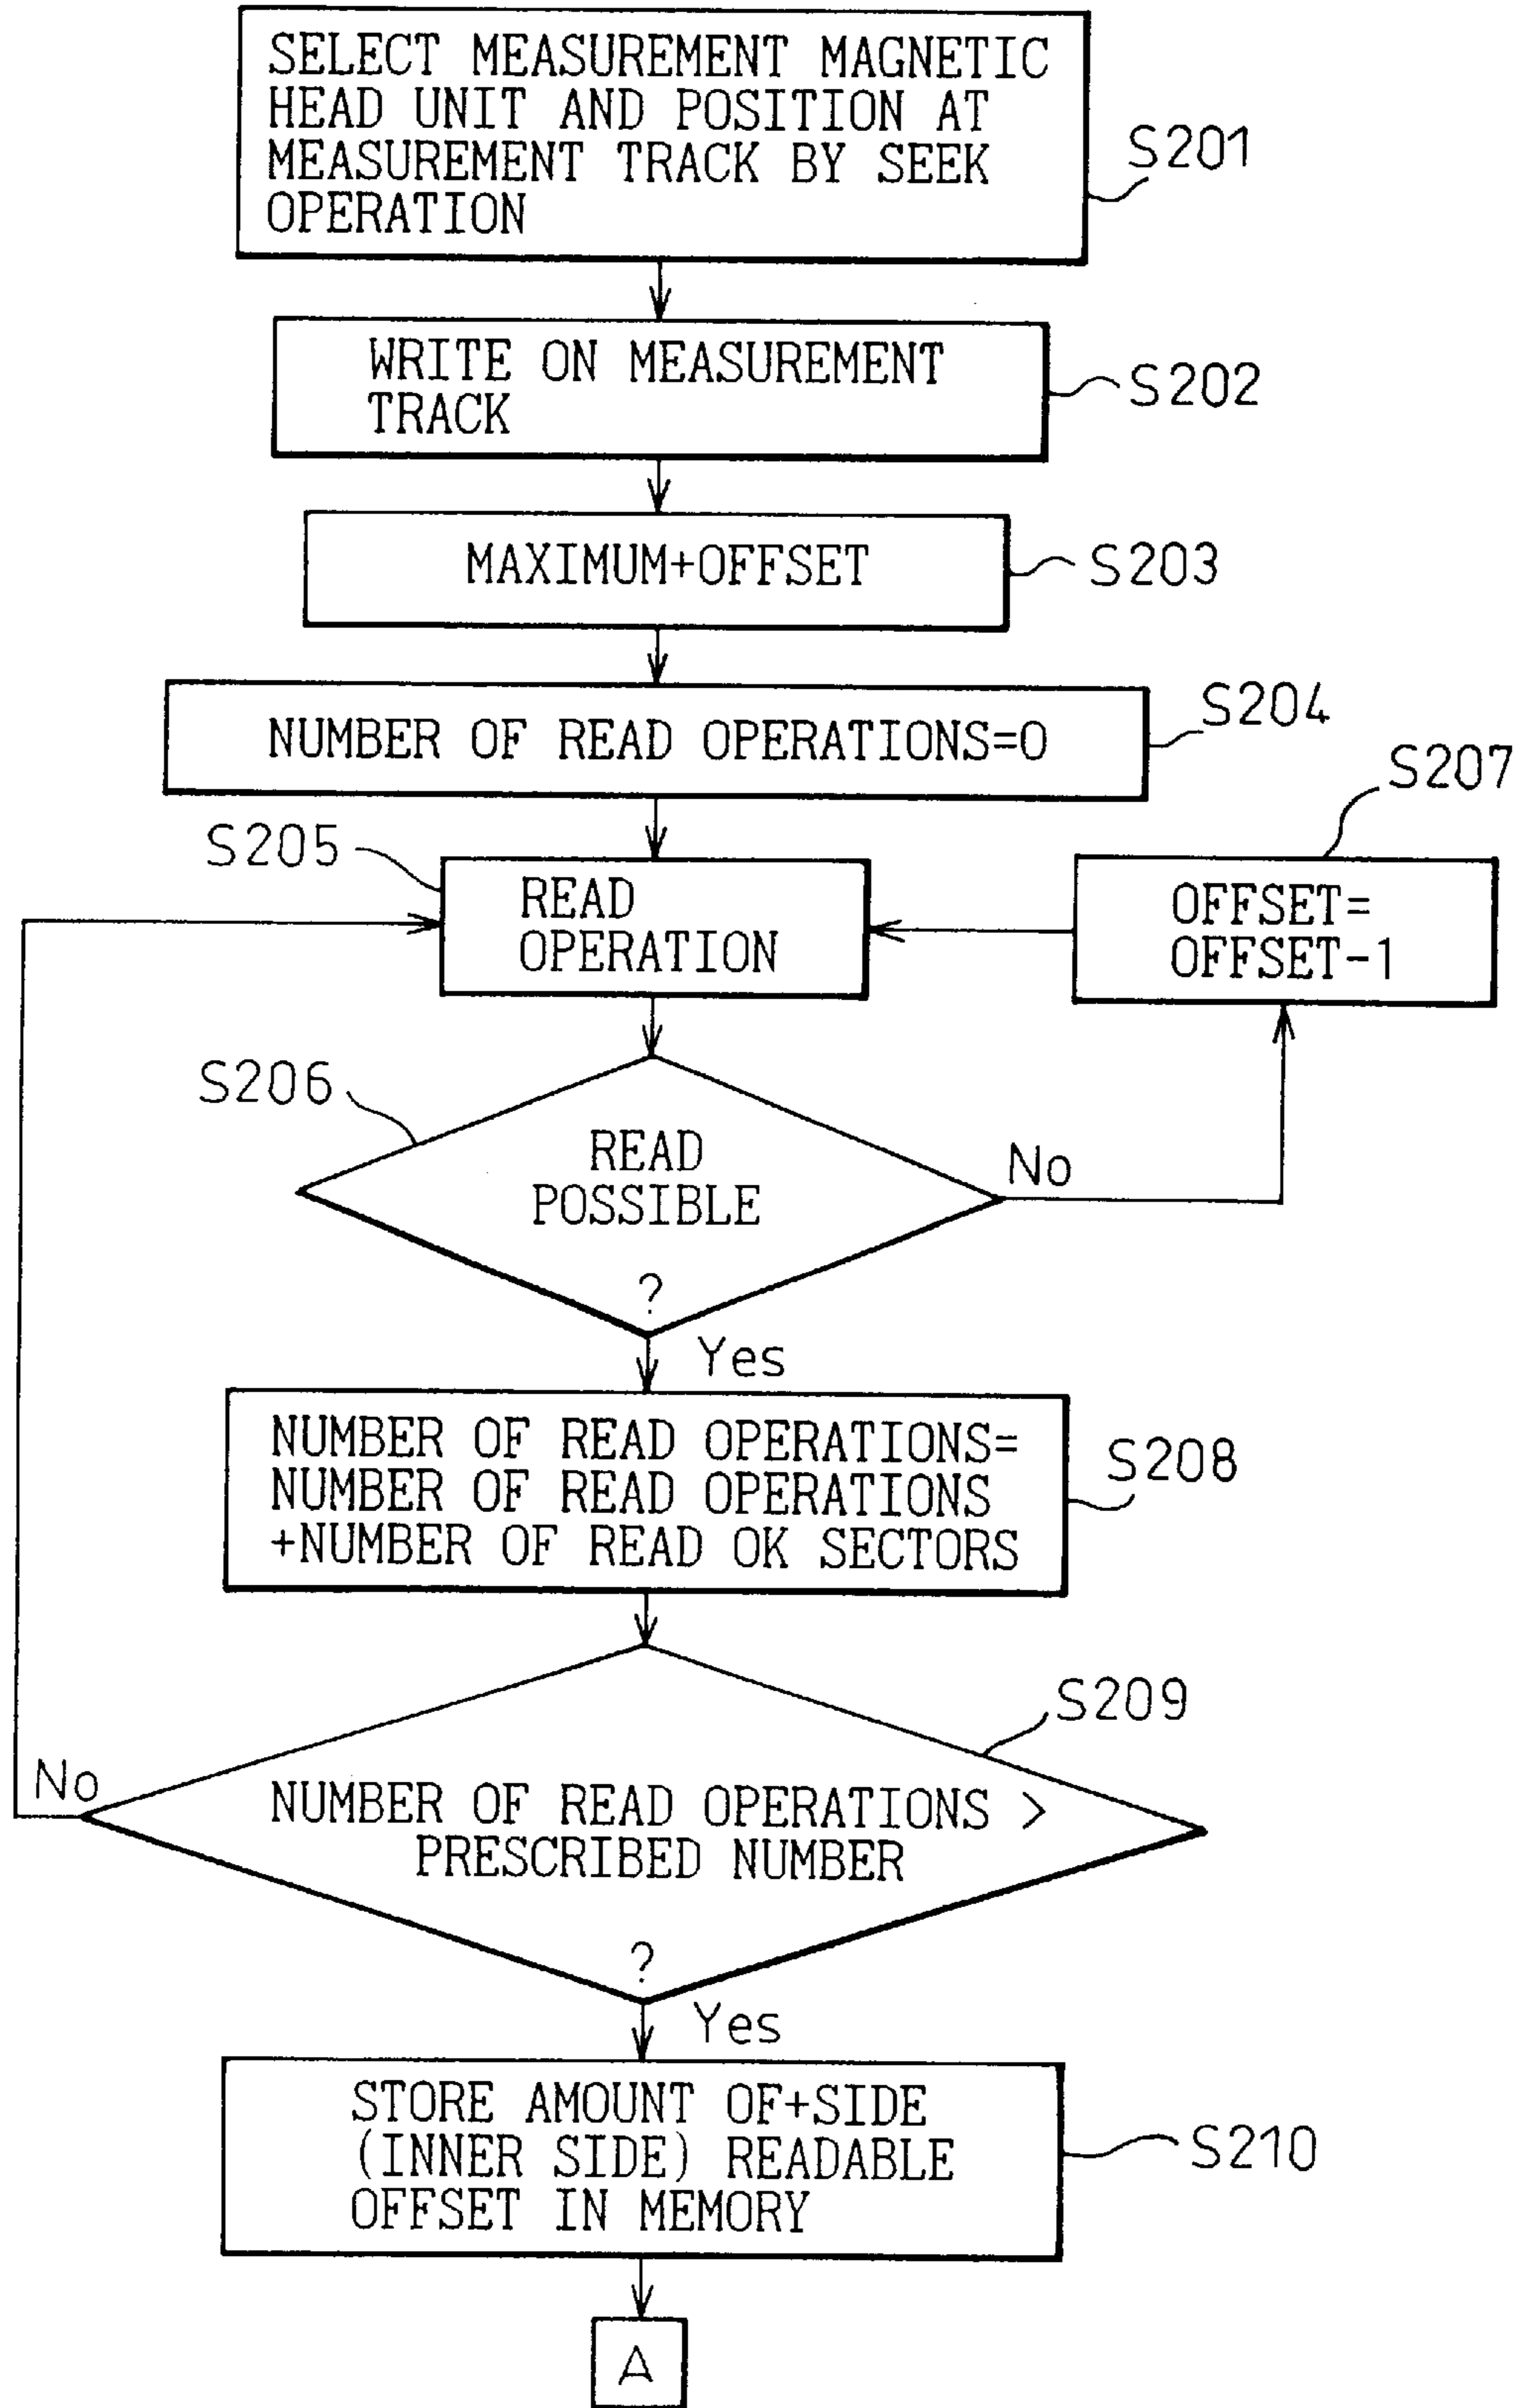 SELECT MEASUREMENT MAGNETIC
HEAD UNIT AND POSITION AT
MEASUREMENT TRACK BY SEEK
OPERATION
S201
WRITE ON MEASUREMENT
TRACK
S202
MAXIMUM+OFFSET
S203
NUMBER OF READ OPERATIONS=0
S204
S207
S205
READ
OPERATION
OFFSET=
OFFSET-1
S206
READ
POSSIBLE
?
No
Yes
NUMBER OF READ OPERATIONS=
NUMBER OF READ OPERATIONS
+NUMBER OF READ OK SECTORS
S208
S209
No
NUMBER OF READ OPERATIONS >
PRESCRIBED NUMBER
?
Yes
STORE AMOUNT OF+SIDE
(INNER SIDE) READABLE
OFFSET IN MEMORY
S210
A